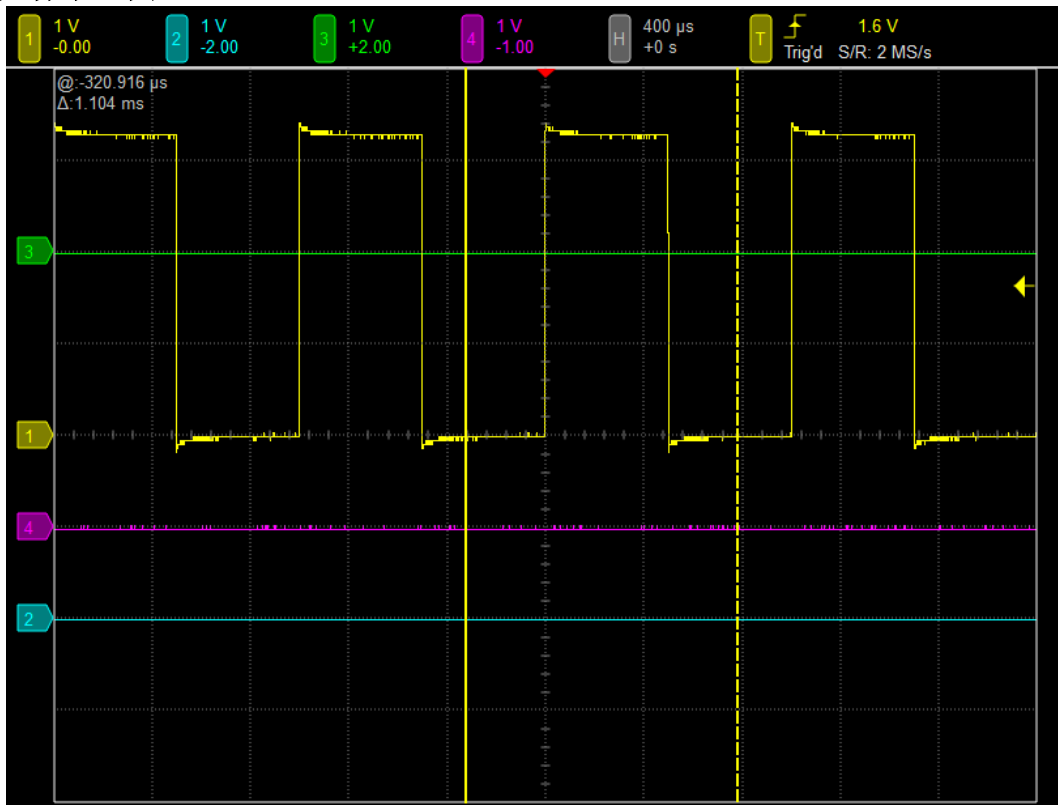 1 1 V -0.00
2 1 V -2.00
3 1 V +2.00
4 1 V -1.00
H 400 µs +0 s
T Trig'd 1.6 V S/R: 2 MS/s
@:-320.916 µs
Δ:1.104 ms
3
1
4
2